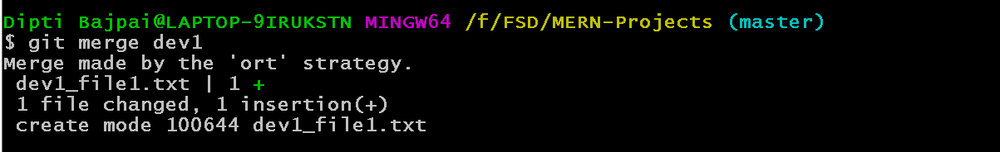 Dipti Bajpai@LAPTOP-9IRUKSTN MINGW64 /f/FSD/MERN-Projects (master)
$ git merge dev1
Merge made by the 'ort' strategy.
 dev1_file1.txt | 1 +
 1 file changed, 1 insertion(+)
 create mode 100644 dev1_file1.txt